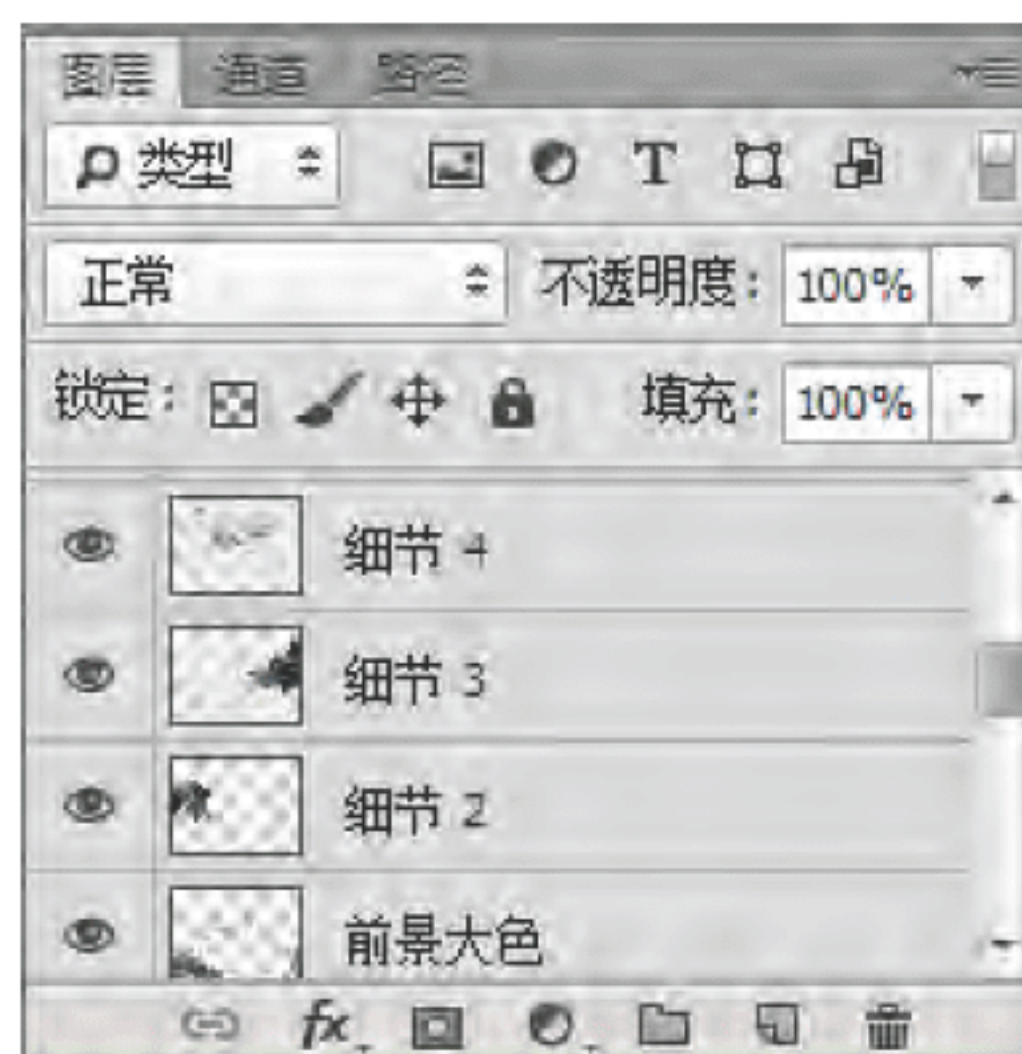 图层 通道 路径
类型 T
正常 不透明度: 100%
锁定: 填充: 100%
细节 4
细节 3
细节 2
前景大色
fx